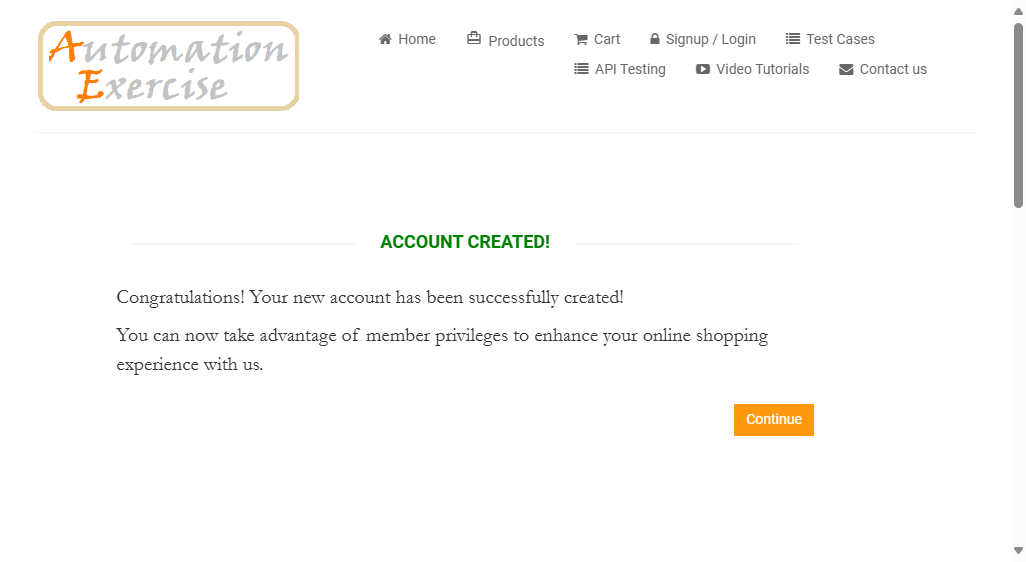 Automation
Exercise
Home
Products
Cart
Signup / Login
Test Cases
API Testing
Video Tutorials
Contact us
ACCOUNT CREATED!
Congratulations! Your new account has been successfully created!
You can now take advantage of member privileges to enhance your online shopping
experience with us.
Continue